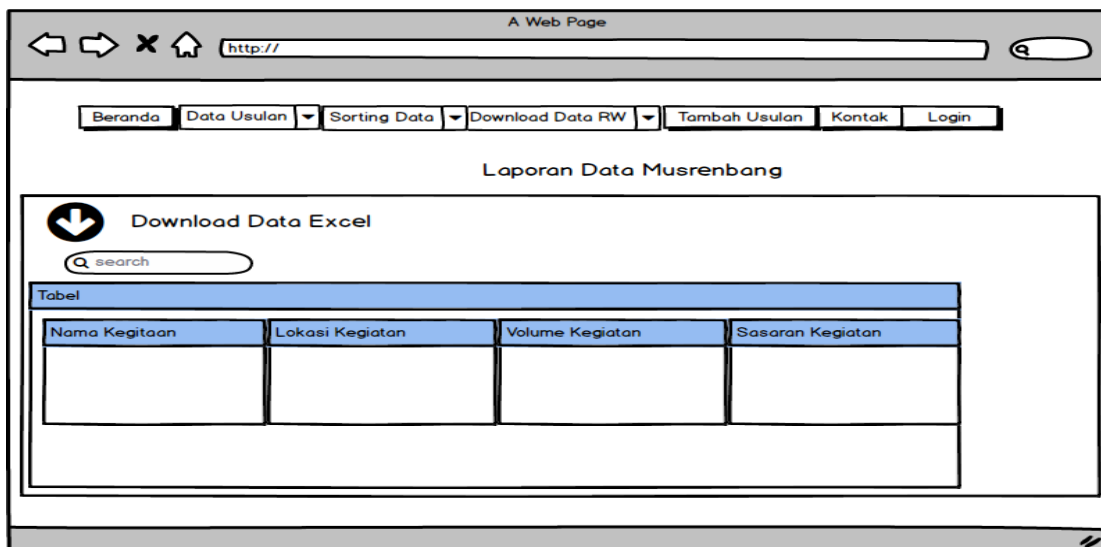 A Web Page
http://
Beranda Data Usulan Sorting Data Download Data RW Tambah Usulan Kontak Login
Laporan Data Musrenbang
Download Data Excel
search
Tabel
Nama Kegitaan Lokasi Kegiatan Volume Kegiatan Sasaran Kegiatan